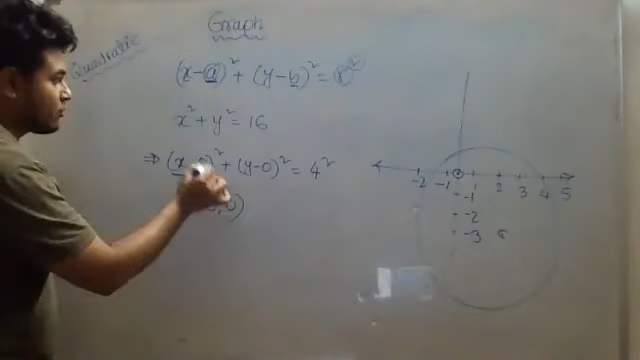 Graph
Quadratic
(x-a)² + (y-b)² = r²
x² + y² = 16
⇒ (x-0)² + (y-0)² = 4²
,0)
-2 -1 1 2 3 4 5
-1
-2
-3